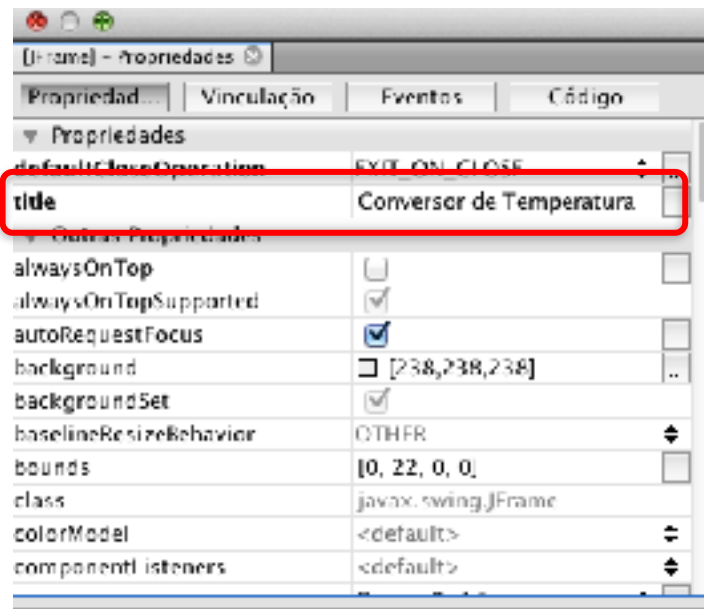 [JFrame] - Propriedades
Propriedad... Vinculação Eventos Código
Propriedades
defaultCloseOperation EXIT_ON_CLOSE ..
title Conversor de Temperatura
Outras Propriedades
alwaysOnTop
alwaysOnTopSupported
autoRequestFocus
background [238,238,238] ..
backgroundSet
baselineResizeBehavior OTHER
bounds [0, 22, 0, 0]
class javax.swing.JFrame
colorModel <default>
componentListeners <default>